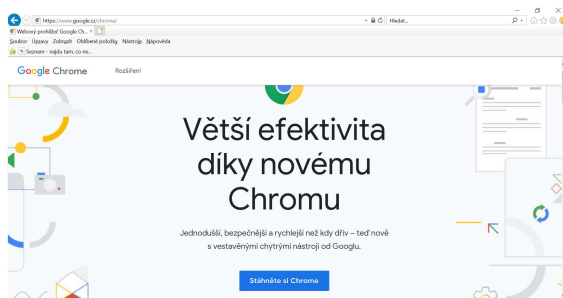 https://www.google.cz/chrome/
Hledat...
Webový prohlížeč Google Ch...
Soubor Úpravy Zobrazit Oblíbené položky Nástroje Nápověda
Seznam - najdu tam, co ne...
Google Chrome Rozšíření
Větší efektivita
díky novému
Chromu
Jednodušší, bezpečnější a rychlejší než kdy dřív – teď nově
s vestavěnými chytrými nástroji od Googlu.
Stáhněte si Chrome